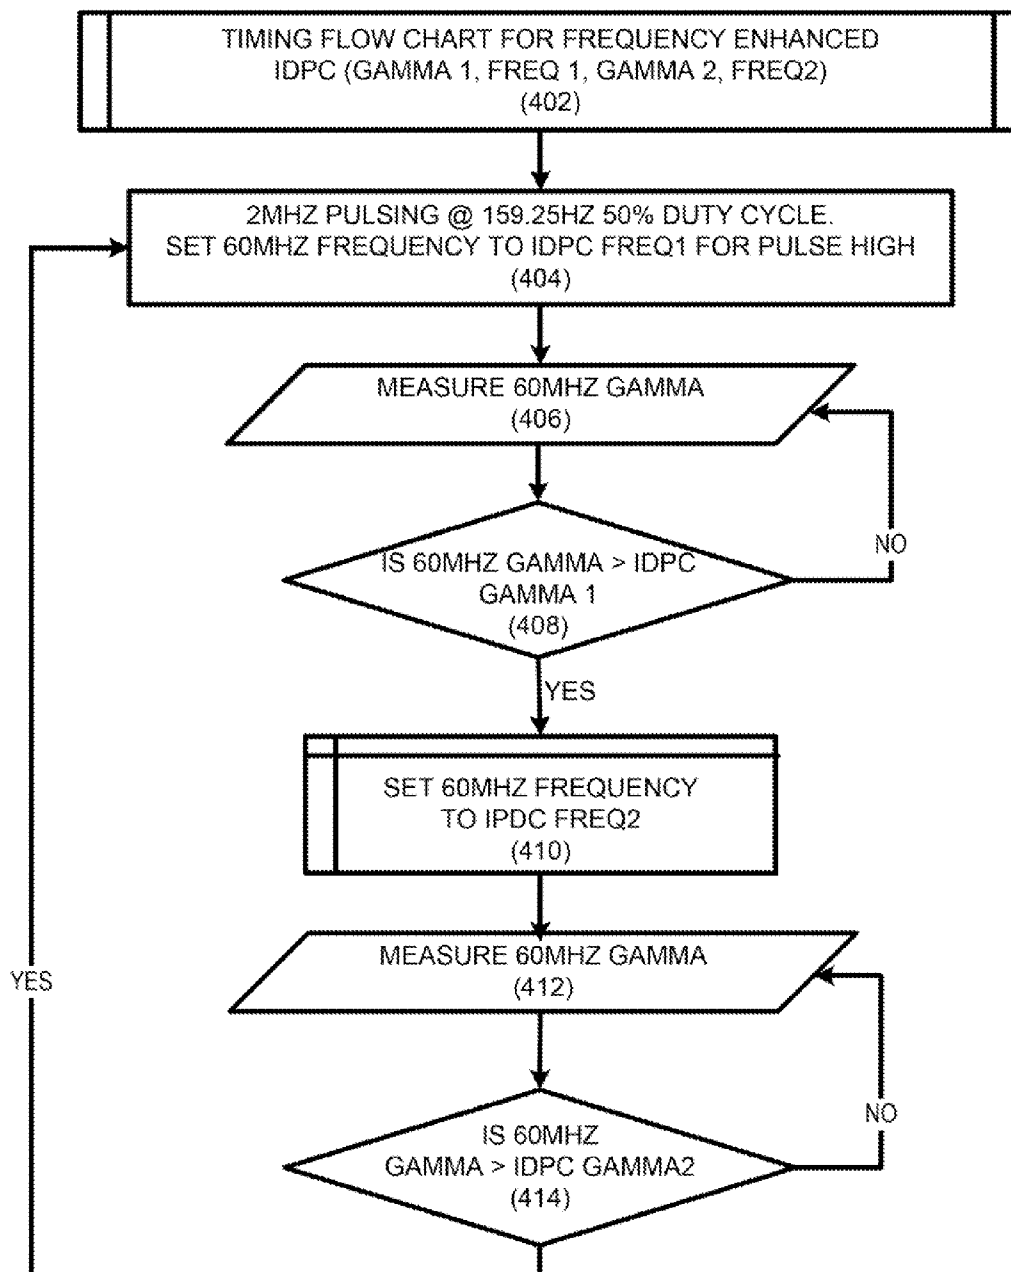 TIMING FLOW CHART FOR FREQUENCY ENHANCED
IDPC (GAMMA 1, FREQ 1, GAMMA 2, FREQ2)
(402)
2MHZ PULSING @ 159.25HZ 50% DUTY CYCLE.
SET 60MHZ FREQUENCY TO IDPC FREQ1 FOR PULSE HIGH
(404)
MEASURE 60MHZ GAMMA
(406)
NO
IS 60MHZ GAMMA > IDPC
GAMMA 1
(408)
YES
SET 60MHZ FREQUENCY
TO IPDC FREQ2
(410)
MEASURE 60MHZ GAMMA
(412)
YES
NO
IS 60MHZ
GAMMA > IDPC GAMMA2
(414)